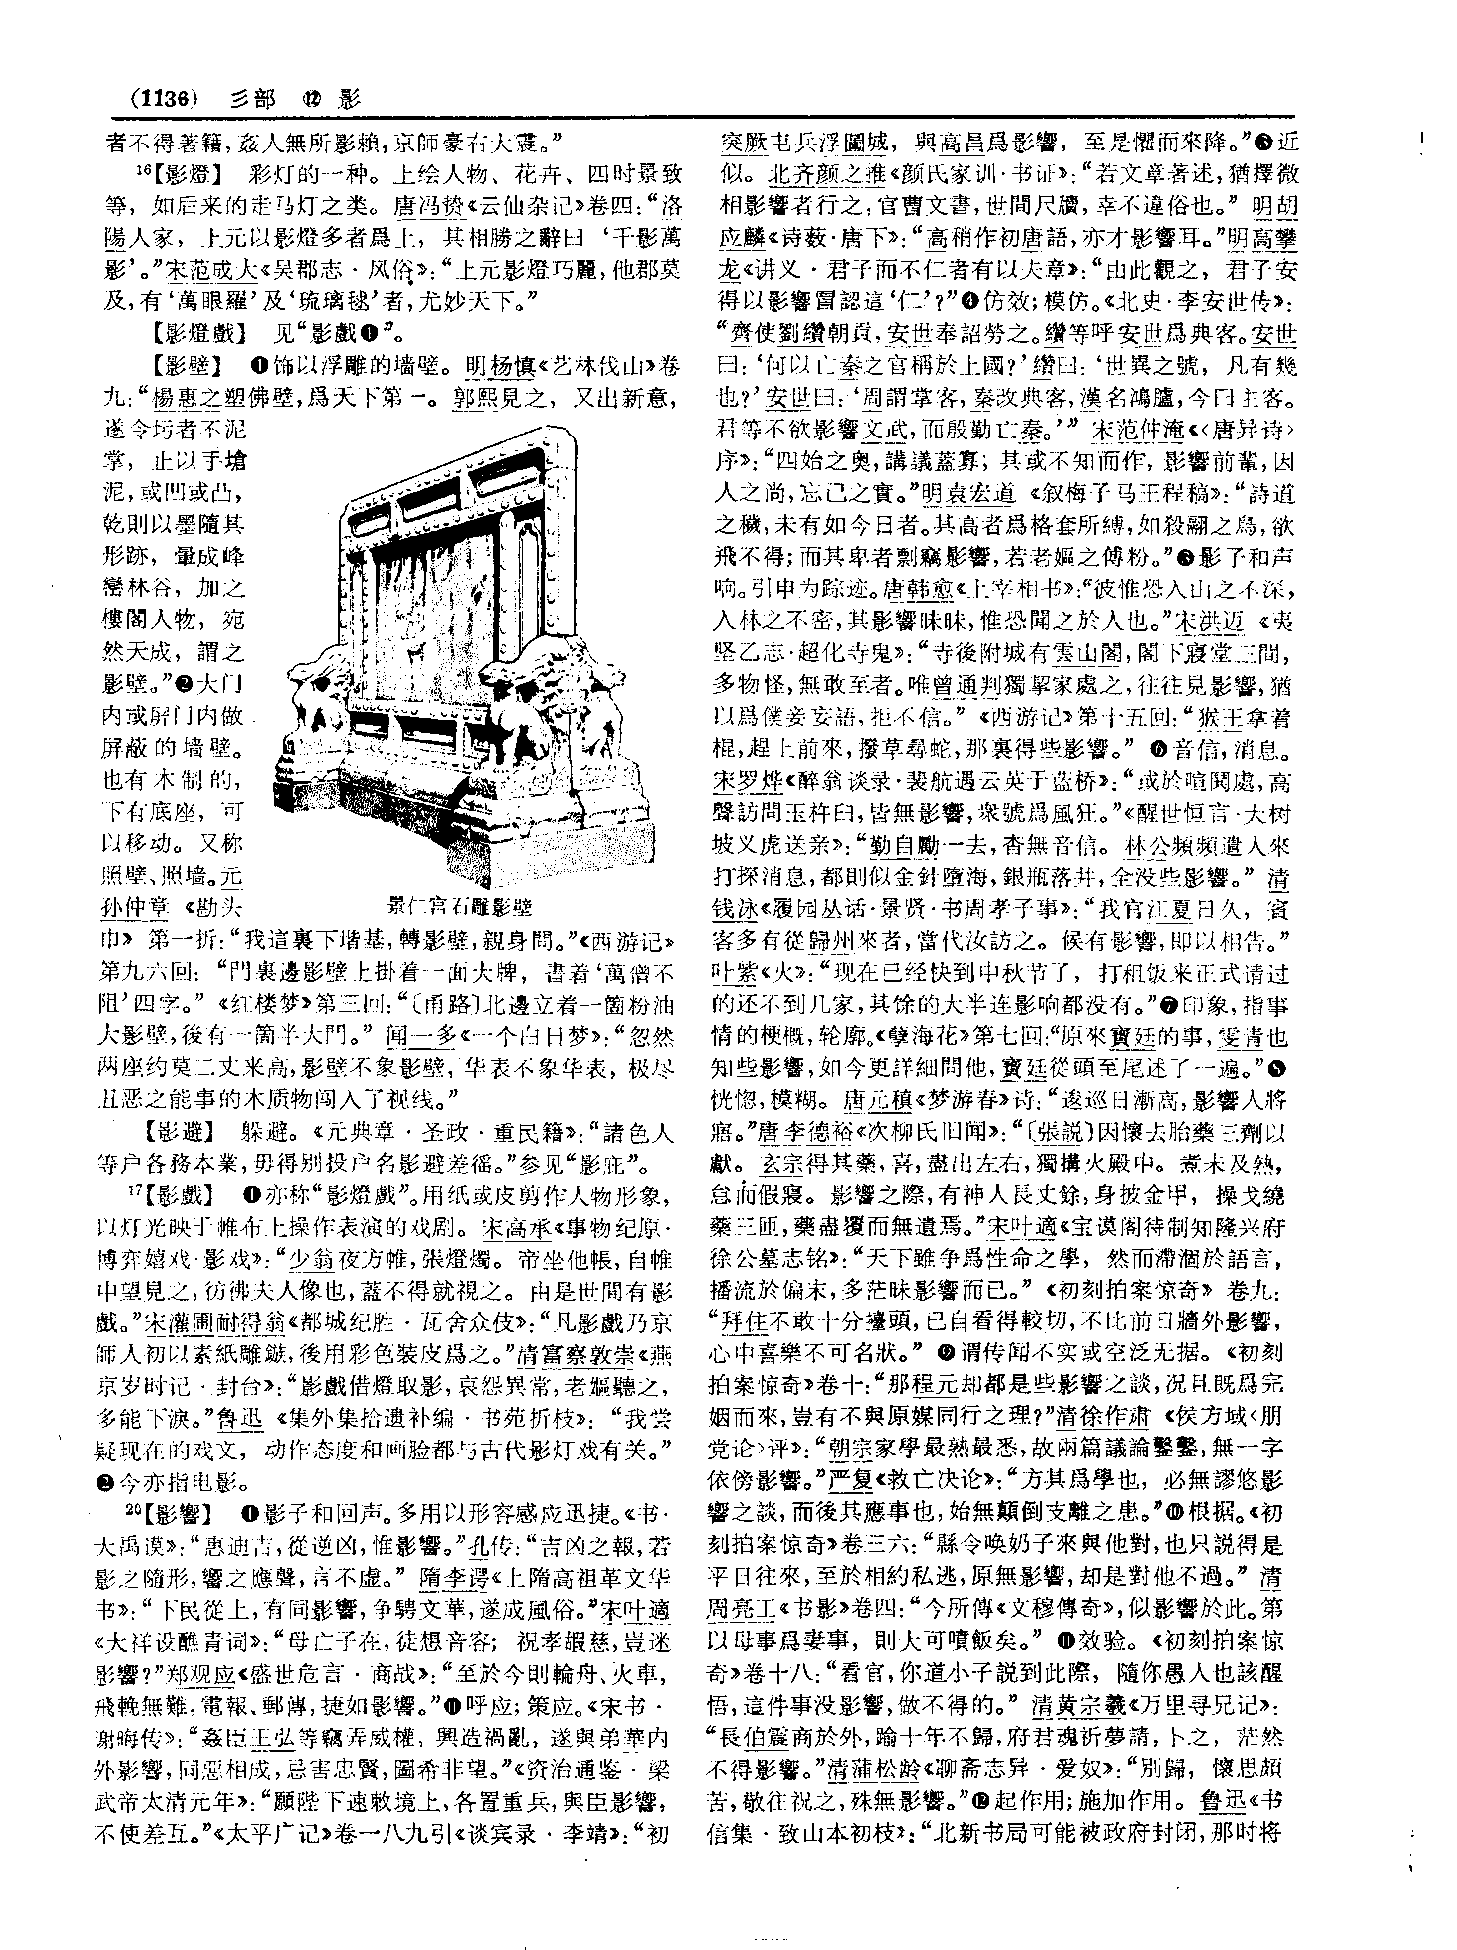 (1136) 彡部 ⑫ 影
者不得著籍，姦人無所影賴，京師豪右大震。”
¹⁶【影燈】 彩灯的一种。上绘人物、花卉、四时景致
等，如后来的走马灯之类。唐冯贽《云仙杂记》卷四：“洛
陽人家，上元以影燈多者爲上，其相勝之辭曰‘千影萬
影’。”宋范成大《吴郡志·风俗》：“上元影燈巧麗，他郡莫
及，有‘萬眼羅’及‘琉璃毬’者，尤妙天下。”
【影燈戲】 见“影戲❶”。
【影壁】 ❶饰以浮雕的墙壁。明杨慎《艺林伐山》卷
九：“楊惠之塑佛壁，爲天下第一。郭熙見之，又出新意，
遂令圬者不泥
掌，止以手搶
泥，或凹或凸，
乾則以墨隨其
形跡，暈成峰
巒林谷，加之
樓閣人物，宛
然天成，謂之
影壁。”❷大门
内或屏门内做
屏蔽的墙壁。
也有木制的，
下有底座，可
以移动。又称
照壁、照墙。元
孙仲章《勘头
景仁宫石雕影壁
巾》第一折：“我這裏下堦基，轉影壁，親身問。”《西游记》
第九六回：“門裏邊影壁上掛着一面大牌，書着‘萬僧不
阻’四字。”《红楼梦》第三回：“〔甬路〕北邊立着一箇粉油
大影壁，後有一箇半大門。”闻一多《一个白日梦》：“忽然
两座约莫二丈来高，影壁不象影壁，华表不象华表，极尽
丑恶之能事的木质物闯入了视线。”
【影避】 躲避。《元典章·圣政·重民籍》：“諸色人
等户各務本業，毋得别投户名影避差徭。”参见“影庇”。
¹⁷【影戲】 ❶亦称“影燈戲”。用纸或皮剪作人物形象，
以灯光映于帷布上操作表演的戏剧。宋高承《事物纪原·
博弈嬉戏·影戏》：“少翁夜方帷，張燈燭。帝坐他帳，自帷
中望見之，彷彿夫人像也，蓋不得就視之。由是世間有影
戲。”宋灌圃耐得翁《都城纪胜·瓦舍众伎》：“凡影戲乃京
師人初以素紙雕鏃，後用彩色裝皮爲之。”清富察敦崇《燕
京岁时记·封台》：“影戲借燈取影，哀怨異常，老嫗聽之，
多能下淚。”鲁迅《集外集拾遗补编·书苑折枝》：“我尝
疑现在的戏文，动作态度和画脸都与古代影灯戏有关。”
❷今亦指电影。
²⁰【影響】 ❶影子和回声。多用以形容感应迅捷。《书·
大禹谟》：“惠迪吉，從逆凶，惟影響。”孔传：“吉凶之報，若
影之隨形，響之應聲，言不虚。”隋李谔《上隋高祖革文华
书》：“下民從上，有同影響，争騁文華，遂成風俗。”宋叶適
《大祥设醮青词》：“母亡子在，徒想音容；祝孝嘏慈，豈迷
影響？”郑观应《盛世危言·商战》：“至於今則輪舟、火車，
飛輓無難，電報、郵傳，捷如影響。”❶呼应；策应。《宋书·
谢晦传》：“姦臣王弘等竊弄威權，興造禍亂，遂與弟華内
外影響，同惡相成，忌害忠賢，圖希非望。”《资治通鉴·梁
武帝太清元年》：“願陛下速敕境上，各置重兵，與臣影響，
不使差互。”《太平广记》卷一八九引《谈宾录·李靖》：“初
突厥屯兵浮圖城，與高昌爲影響，至是懼而來降。”❸近
似。北齐颜之推《颜氏家训·书证》：“若文章著述，猶擇微
相影響者行之，官曹文書，世間尺牘，幸不違俗也。”明胡
应麟《诗薮·唐下》：“高稍作初唐語，亦才影響耳。”明高攀
龙《讲义·君子而不仁者有以夫章》：“由此觀之，君子安
得以影響冒認這‘仁’？”❹仿效；模仿。《北史·李安世传》：
“齊使劉纘朝貢，安世奉詔勞之。纘等呼安世爲典客。安世
曰：‘何以亡秦之官稱於上國？’纘曰：‘世異之號，凡有幾
也？’安世曰：‘周謂掌客，秦改典客，漢名鴻臚，今曰主客。
君等不欲影響文武，而殷勤亡秦。’”宋范仲淹《〈唐异诗〉
序》：“四始之奥，講議蓋寡；其或不知而作，影響前輩，因
人之尚，忘己之實。”明袁宏道《叙梅子马王程稿》：“詩道
之穢，未有如今日者。其高者爲格套所縛，如殺翮之鳥，欲
飛不得；而其卑者剽竊影響，若老嫗之傅粉。”❺影子和声
响。引申为踪迹。唐韩愈《上宰相书》：“彼惟恐入山之不深，
入林之不密，其影響昧昧，惟恐聞之於人也。”宋洪迈《夷
坚乙志·超化寺鬼》：“寺後附城有雲山閣，閣下寢堂三間，
多物怪，無敢至者。唯曾通判獨挈家處之，往往見影響，猶
以爲僕妾妄語，拒不信。”《西游记》第十五回：“猴王拿着
棍，趕上前來，撥草尋蛇，那裏得些影響。”❻音信，消息。
宋罗烨《醉翁谈录·裴航遇云英于蓝桥》：“或於喧鬨處，高
聲訪問玉杵臼，皆無影響，衆號爲風狂。”《醒世恒言·大树
坡义虎送亲》：“勤自勵一去，杳無音信。林公頻頻遣人來
打探消息，都則似金針墮海，銀瓶落井，全没些影響。”清
钱泳《履园丛话·景贤·书周孝子事》：“我官江夏日久，賓
客多有從歸州來者，當代汝訪之。候有影響，即以相告。”
叶紫《火》：“现在已经快到中秋节了，打租饭来正式请过
的还不到几家，其馀的大半连影响都没有。”❼印象，指事
情的梗概，轮廓。《孽海花》第七回：“原來寶廷的事，雯青也
知些影響，如今更詳細問他，寶廷從頭至尾述了一遍。”❽
恍惚，模糊。唐元稹《梦游春》诗：“逡巡日漸高，影響人將
寤。”唐李德裕《次柳氏旧闻》：“〔張説〕因懷去胎藥三劑以
獻。玄宗得其藥，喜，盡出左右，獨搆火殿中。煮未及熟，
怠而假寢。影響之際，有神人長丈餘，身披金甲，操戈繞
藥三匝，藥盡覆而無遺焉。”宋叶適《宝谟阁待制知隆兴府
徐公墓志铭》：“天下雖争爲性命之學，然而滯涸於語言，
播流於偏末，多茫昧影響而已。”《初刻拍案惊奇》卷九：
“拜住不敢十分擡頭，已自看得較切，不比前日牆外影響，
心中喜樂不可名狀。”❾谓传闻不实或空泛无据。《初刻
拍案惊奇》卷十：“那程元却都是些影響之談，况且既爲完
姻而來，豈有不與原媒同行之理？”清徐作肃《侯方域〈朋
党论〉评》：“朝宗家學最熟最悉，故兩篇議論鑿鑿，無一字
依傍影響。”严复《救亡决论》：“方其爲學也，必無謬悠影
響之談，而後其應事也，始無顛倒支離之患。”❿根据。《初
刻拍案惊奇》卷三六：“縣令唤奶子來與他對，也只説得是
平日往來，至於相約私逃，原無影響，却是對他不過。”清
周亮工《书影》卷四：“今所傳《文穆傳奇》，似影響於此。第
以母事爲妻事，則大可噴飯矣。”⓫效验。《初刻拍案惊
奇》卷十八：“看官，你道小子説到此際，隨你愚人也該醒
悟，這件事没影響，做不得的。”清黄宗羲《万里寻兄记》：
“長伯震商於外，踰十年不歸，府君魂祈夢請，卜之，茫然
不得影響。”清蒲松龄《聊斋志异·爱奴》：“别歸，懷思頗
苦，敬往祝之，殊無影響。”⓬起作用；施加作用。鲁迅《书
信集·致山本初枝》：“北新书局可能被政府封闭，那时将